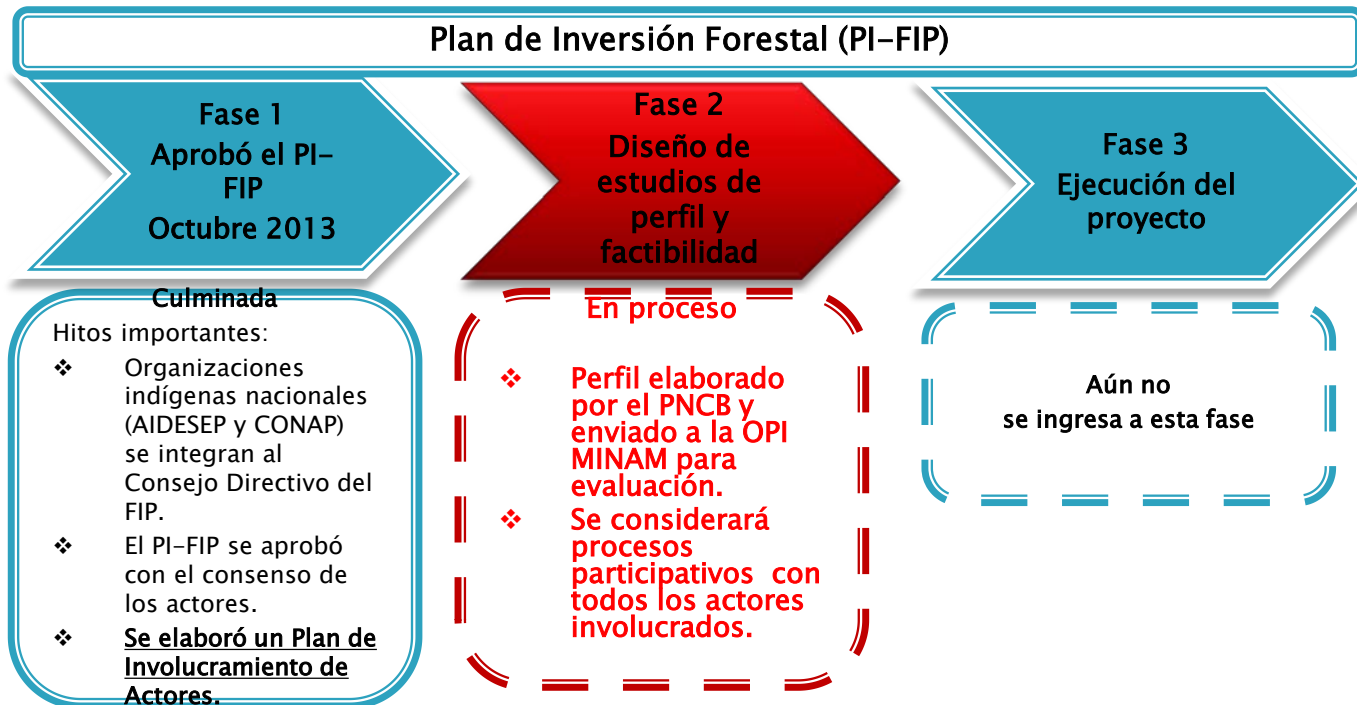 Plan de Inversión Forestal (PI-FIP)
Fase 1
Aprobó el PI-
FIP
Octubre 2013
Fase 2
Diseño de
estudios de
perfil y
factibilidad
Fase 3
Ejecución del
proyecto
Culminada
Hitos importantes:
❖ Organizaciones
indígenas nacionales
(AIDESEP y CONAP)
se integran al
Consejo Directivo del
FIP.
❖ El PI-FIP se aprobó
con el consenso de
los actores.
❖ Se elaboró un Plan de
Involucramiento de
Actores.
En proceso
❖ Perfil elaborado
por el PNCB y
enviado a la OPI
MINAM para
evaluación.
❖ Se considerará
procesos
participativos con
todos los actores
involucrados.
Aún no
se ingresa a esta fase